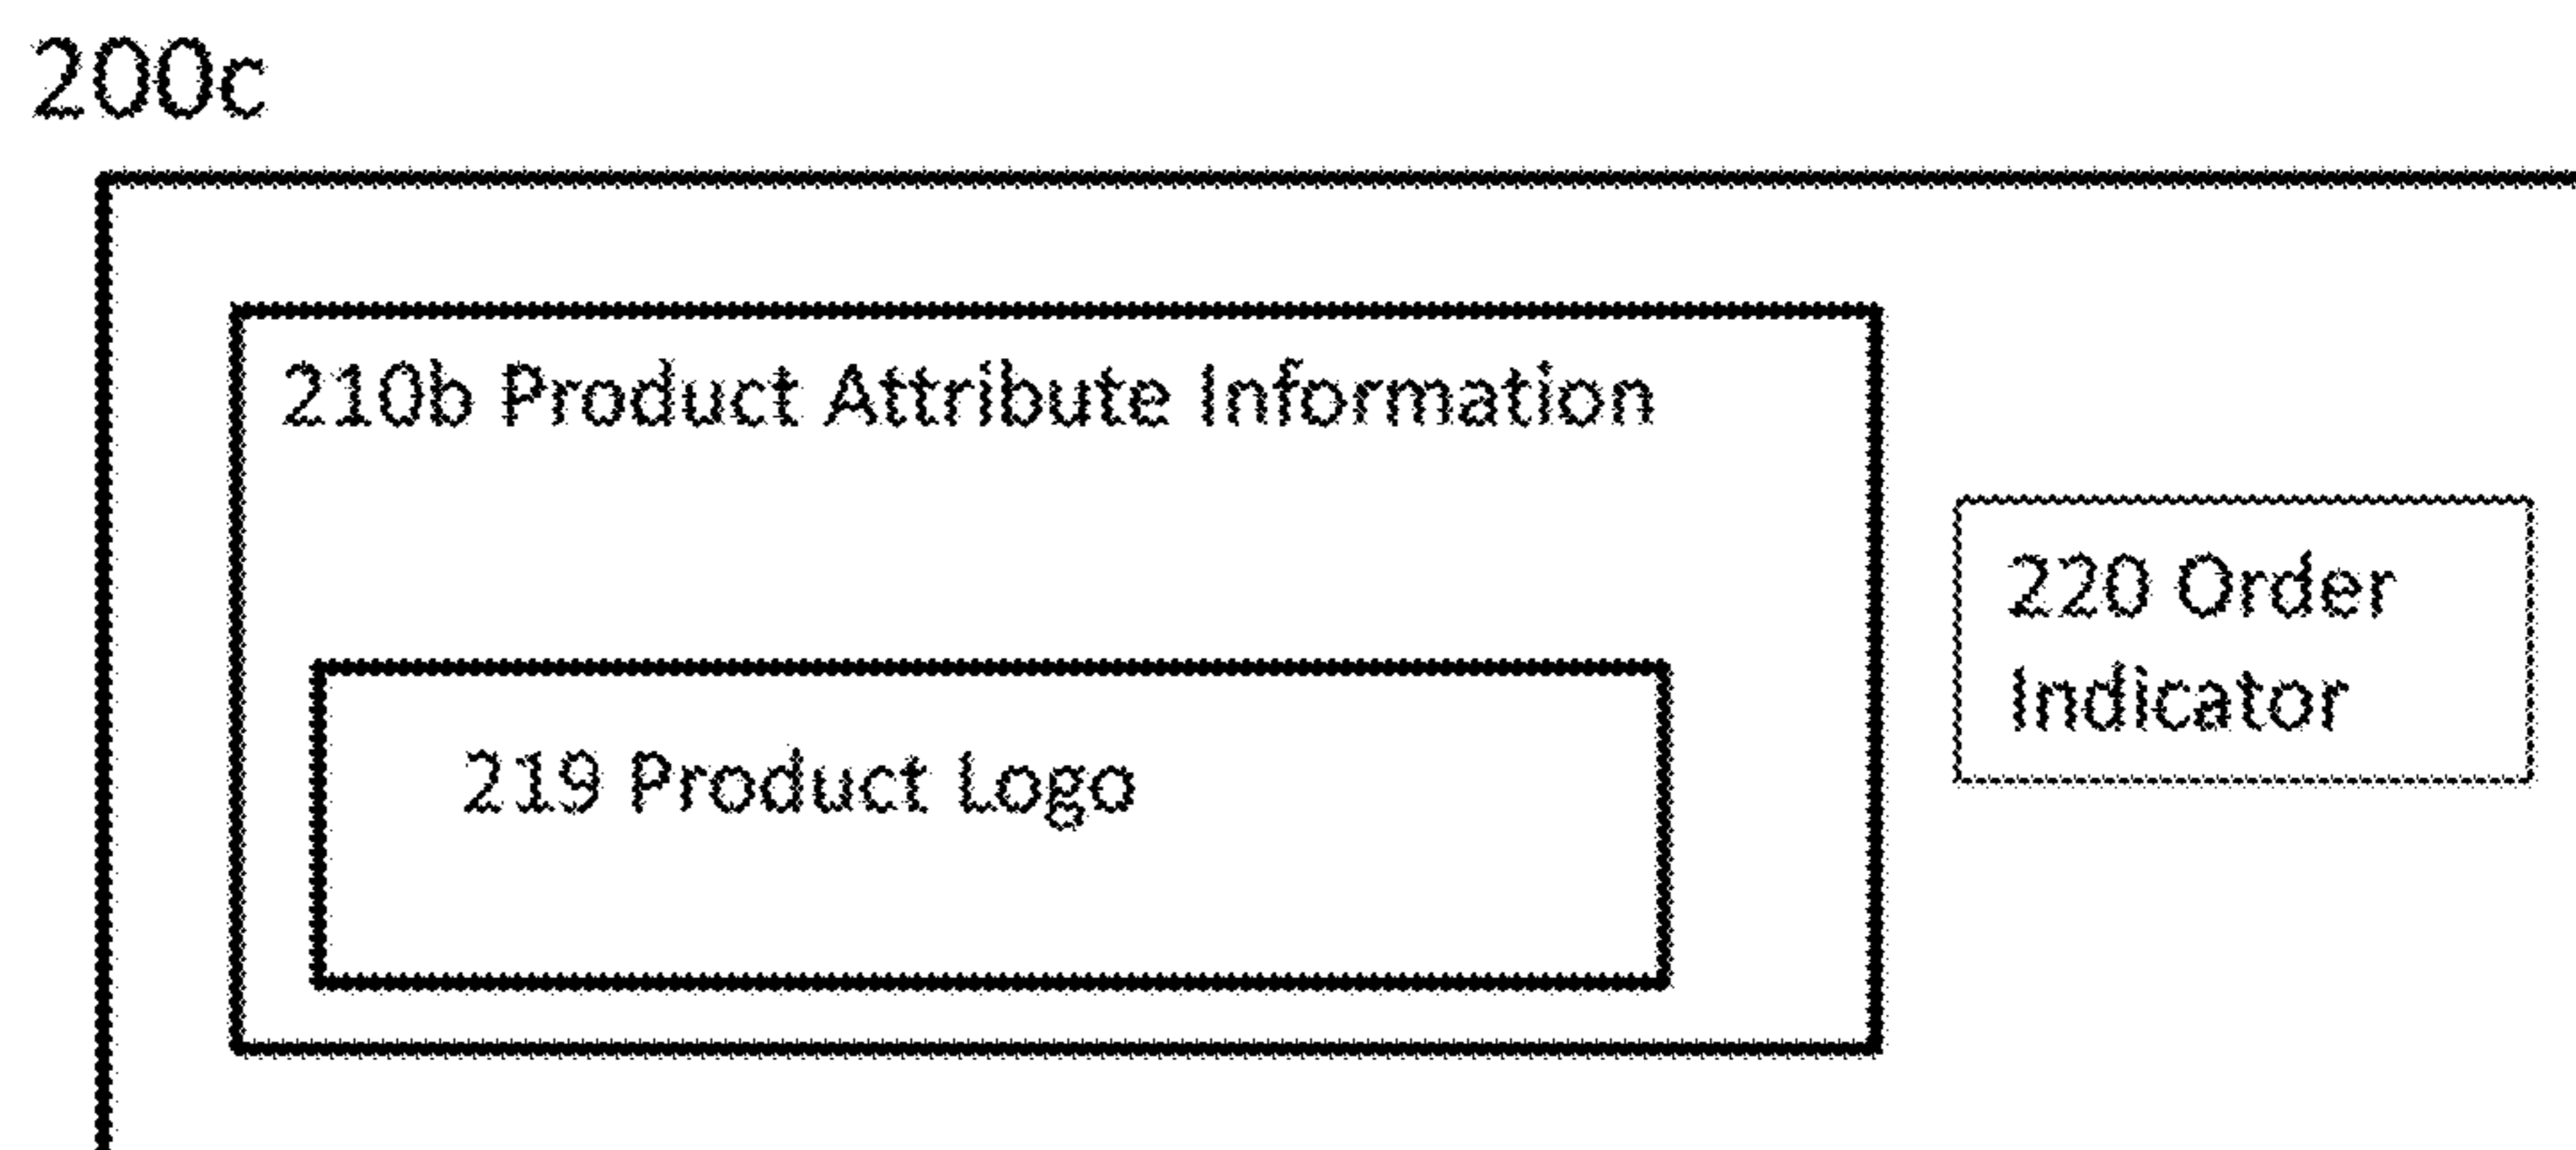 200c
210b Product Attribute Information
220 Order
Indicator
219 Product Logo